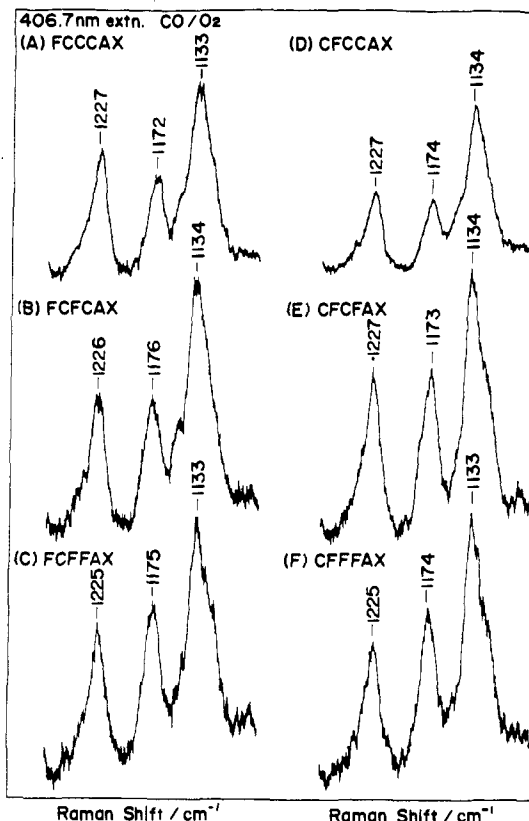 406.7nm extn. CO/O2
(A) FCCCAX
-1227
-1172
-1133
(B) FCFCAX
-1226
-1176
-1134
(C) FCFFAX
-1225
-1175
-1133
Raman Shift / cm⁻¹
(D) CFCCAX
-1227
-1174
-1134
(E) CFCFAX
-1227
-1173
-1134
(F) CFFFAX
-1225
-1174
-1133
Raman Shift / cm⁻¹